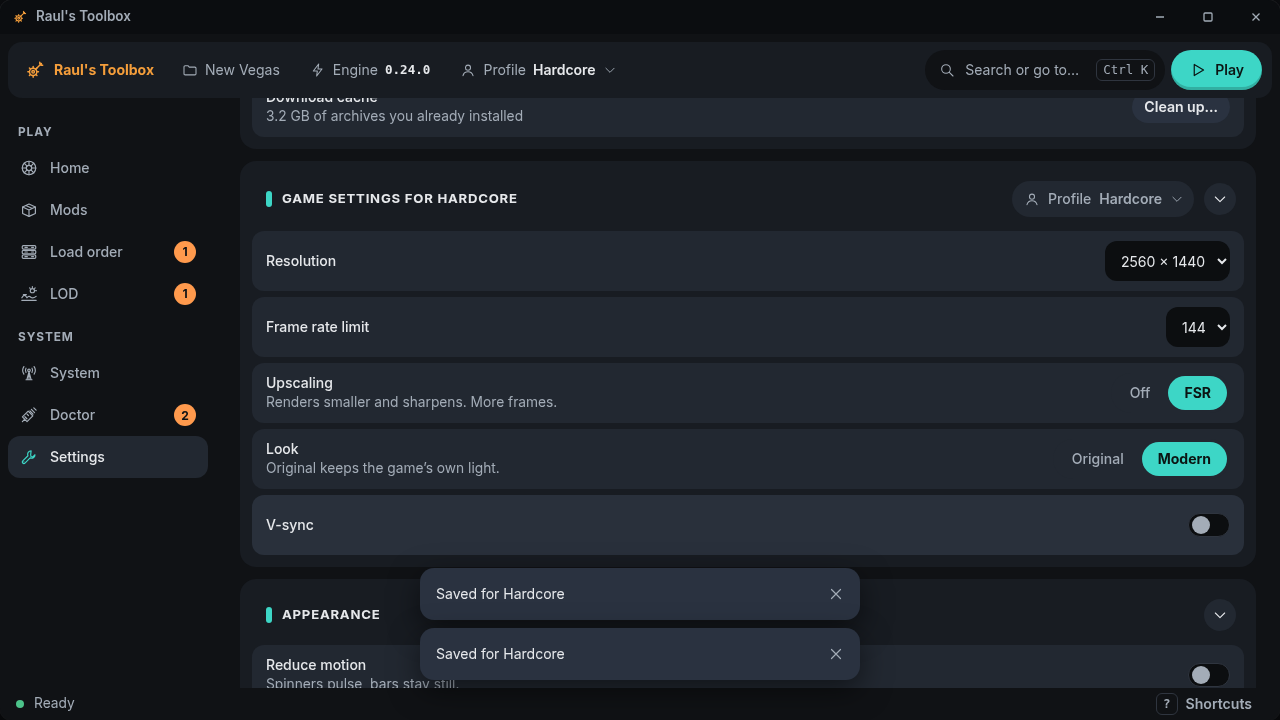 Raul's Toolbox
Raul's Toolbox
New Vegas
Engine 0.24.0
Profile Hardcore
Search or go to...
Ctrl K
Play
PLAY
Home
Mods
Load order 1
LOD 1
SYSTEM
System
Doctor 2
Settings
Download cache
3.2 GB of archives you already installed
Clean up...
GAME SETTINGS FOR HARDCORE
Profile Hardcore
Resolution
2560 × 1440
Frame rate limit
144
Upscaling
Renders smaller and sharpens. More frames.
Off
FSR
Look
Original keeps the game’s own light.
Original
Modern
V-sync
APPEARANCE
Saved for Hardcore
Saved for Hardcore
Reduce motion
Spinners pulse, bars stay still.
Ready
? Shortcuts